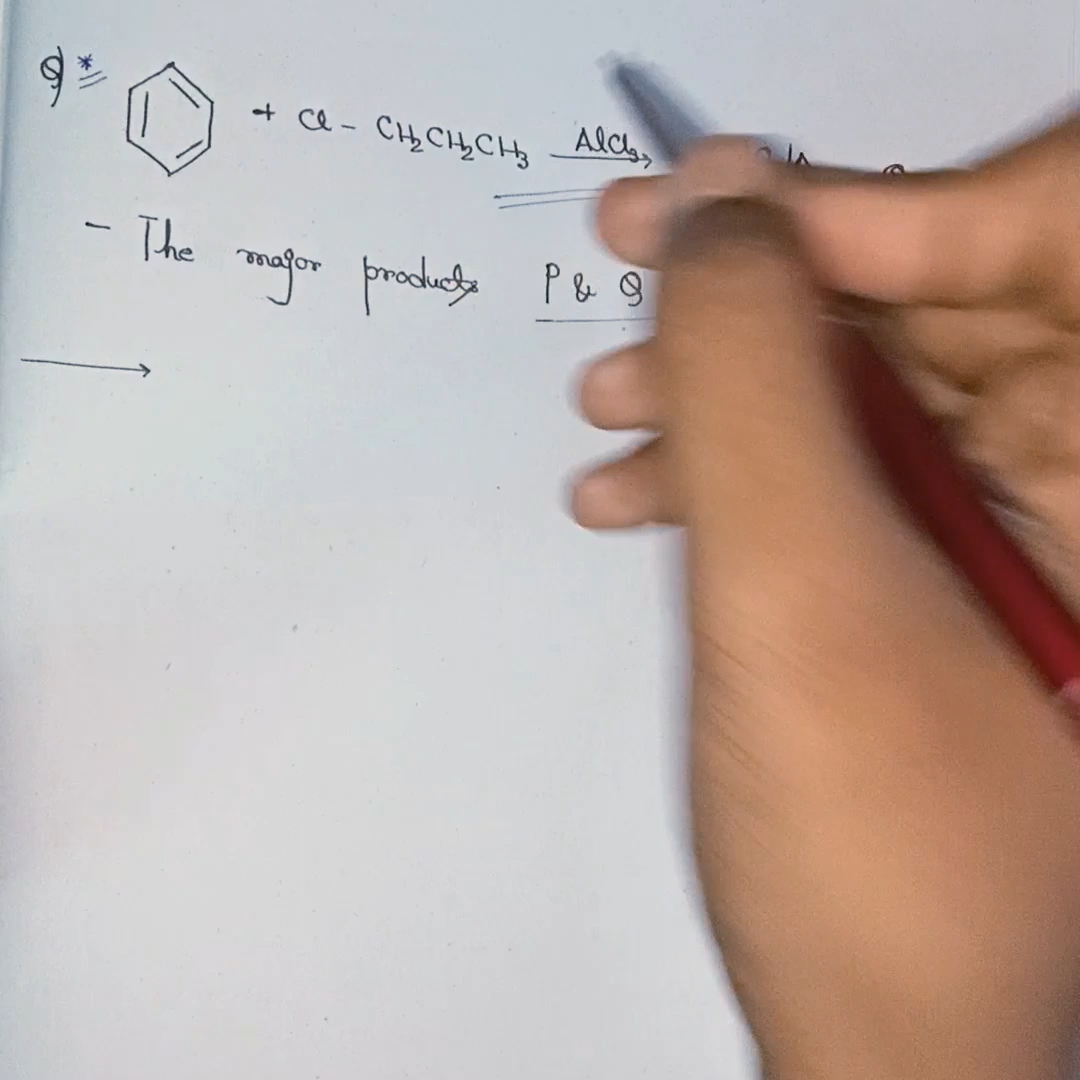 Q)*
+ Cl - CH₂CH₂CH₃ AlCl₃
- The major products P & Q